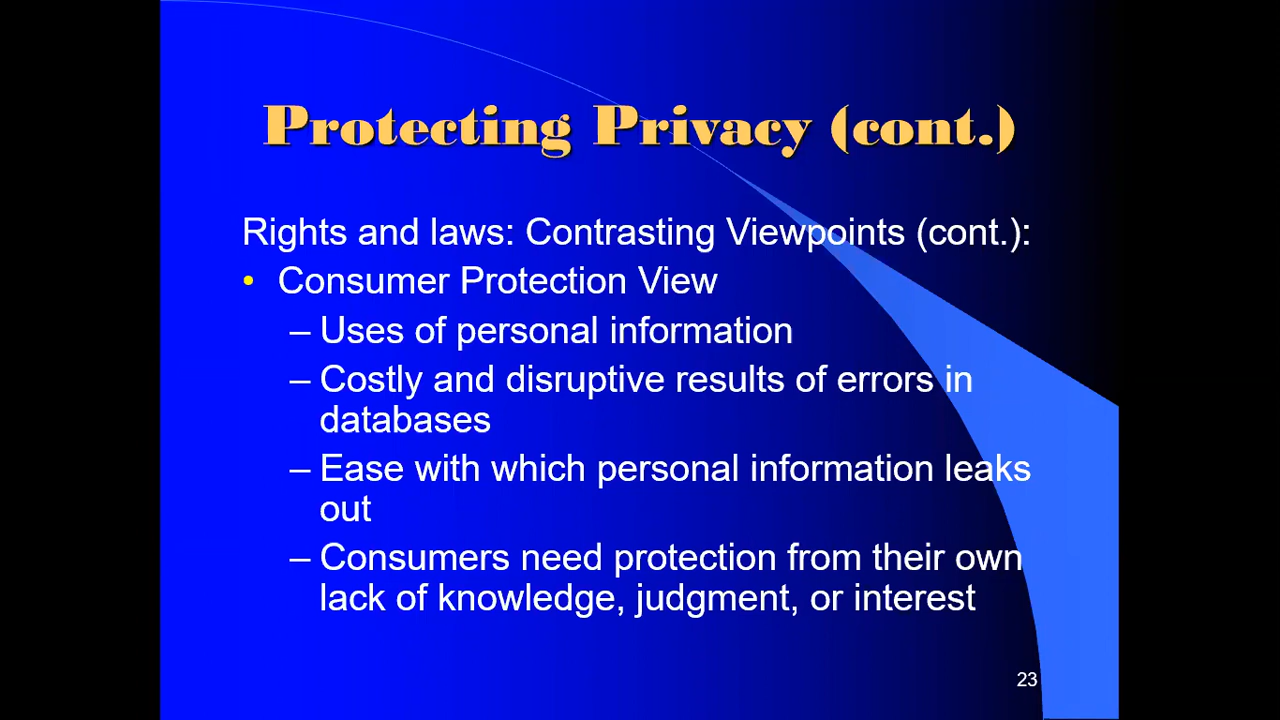 Protecting Privacy (cont.)
Rights and laws: Contrasting Viewpoints (cont.):
• Consumer Protection View
– Uses of personal information
– Costly and disruptive results of errors in
databases
– Ease with which personal information leaks
out
– Consumers need protection from their own
lack of knowledge, judgment, or interest
23